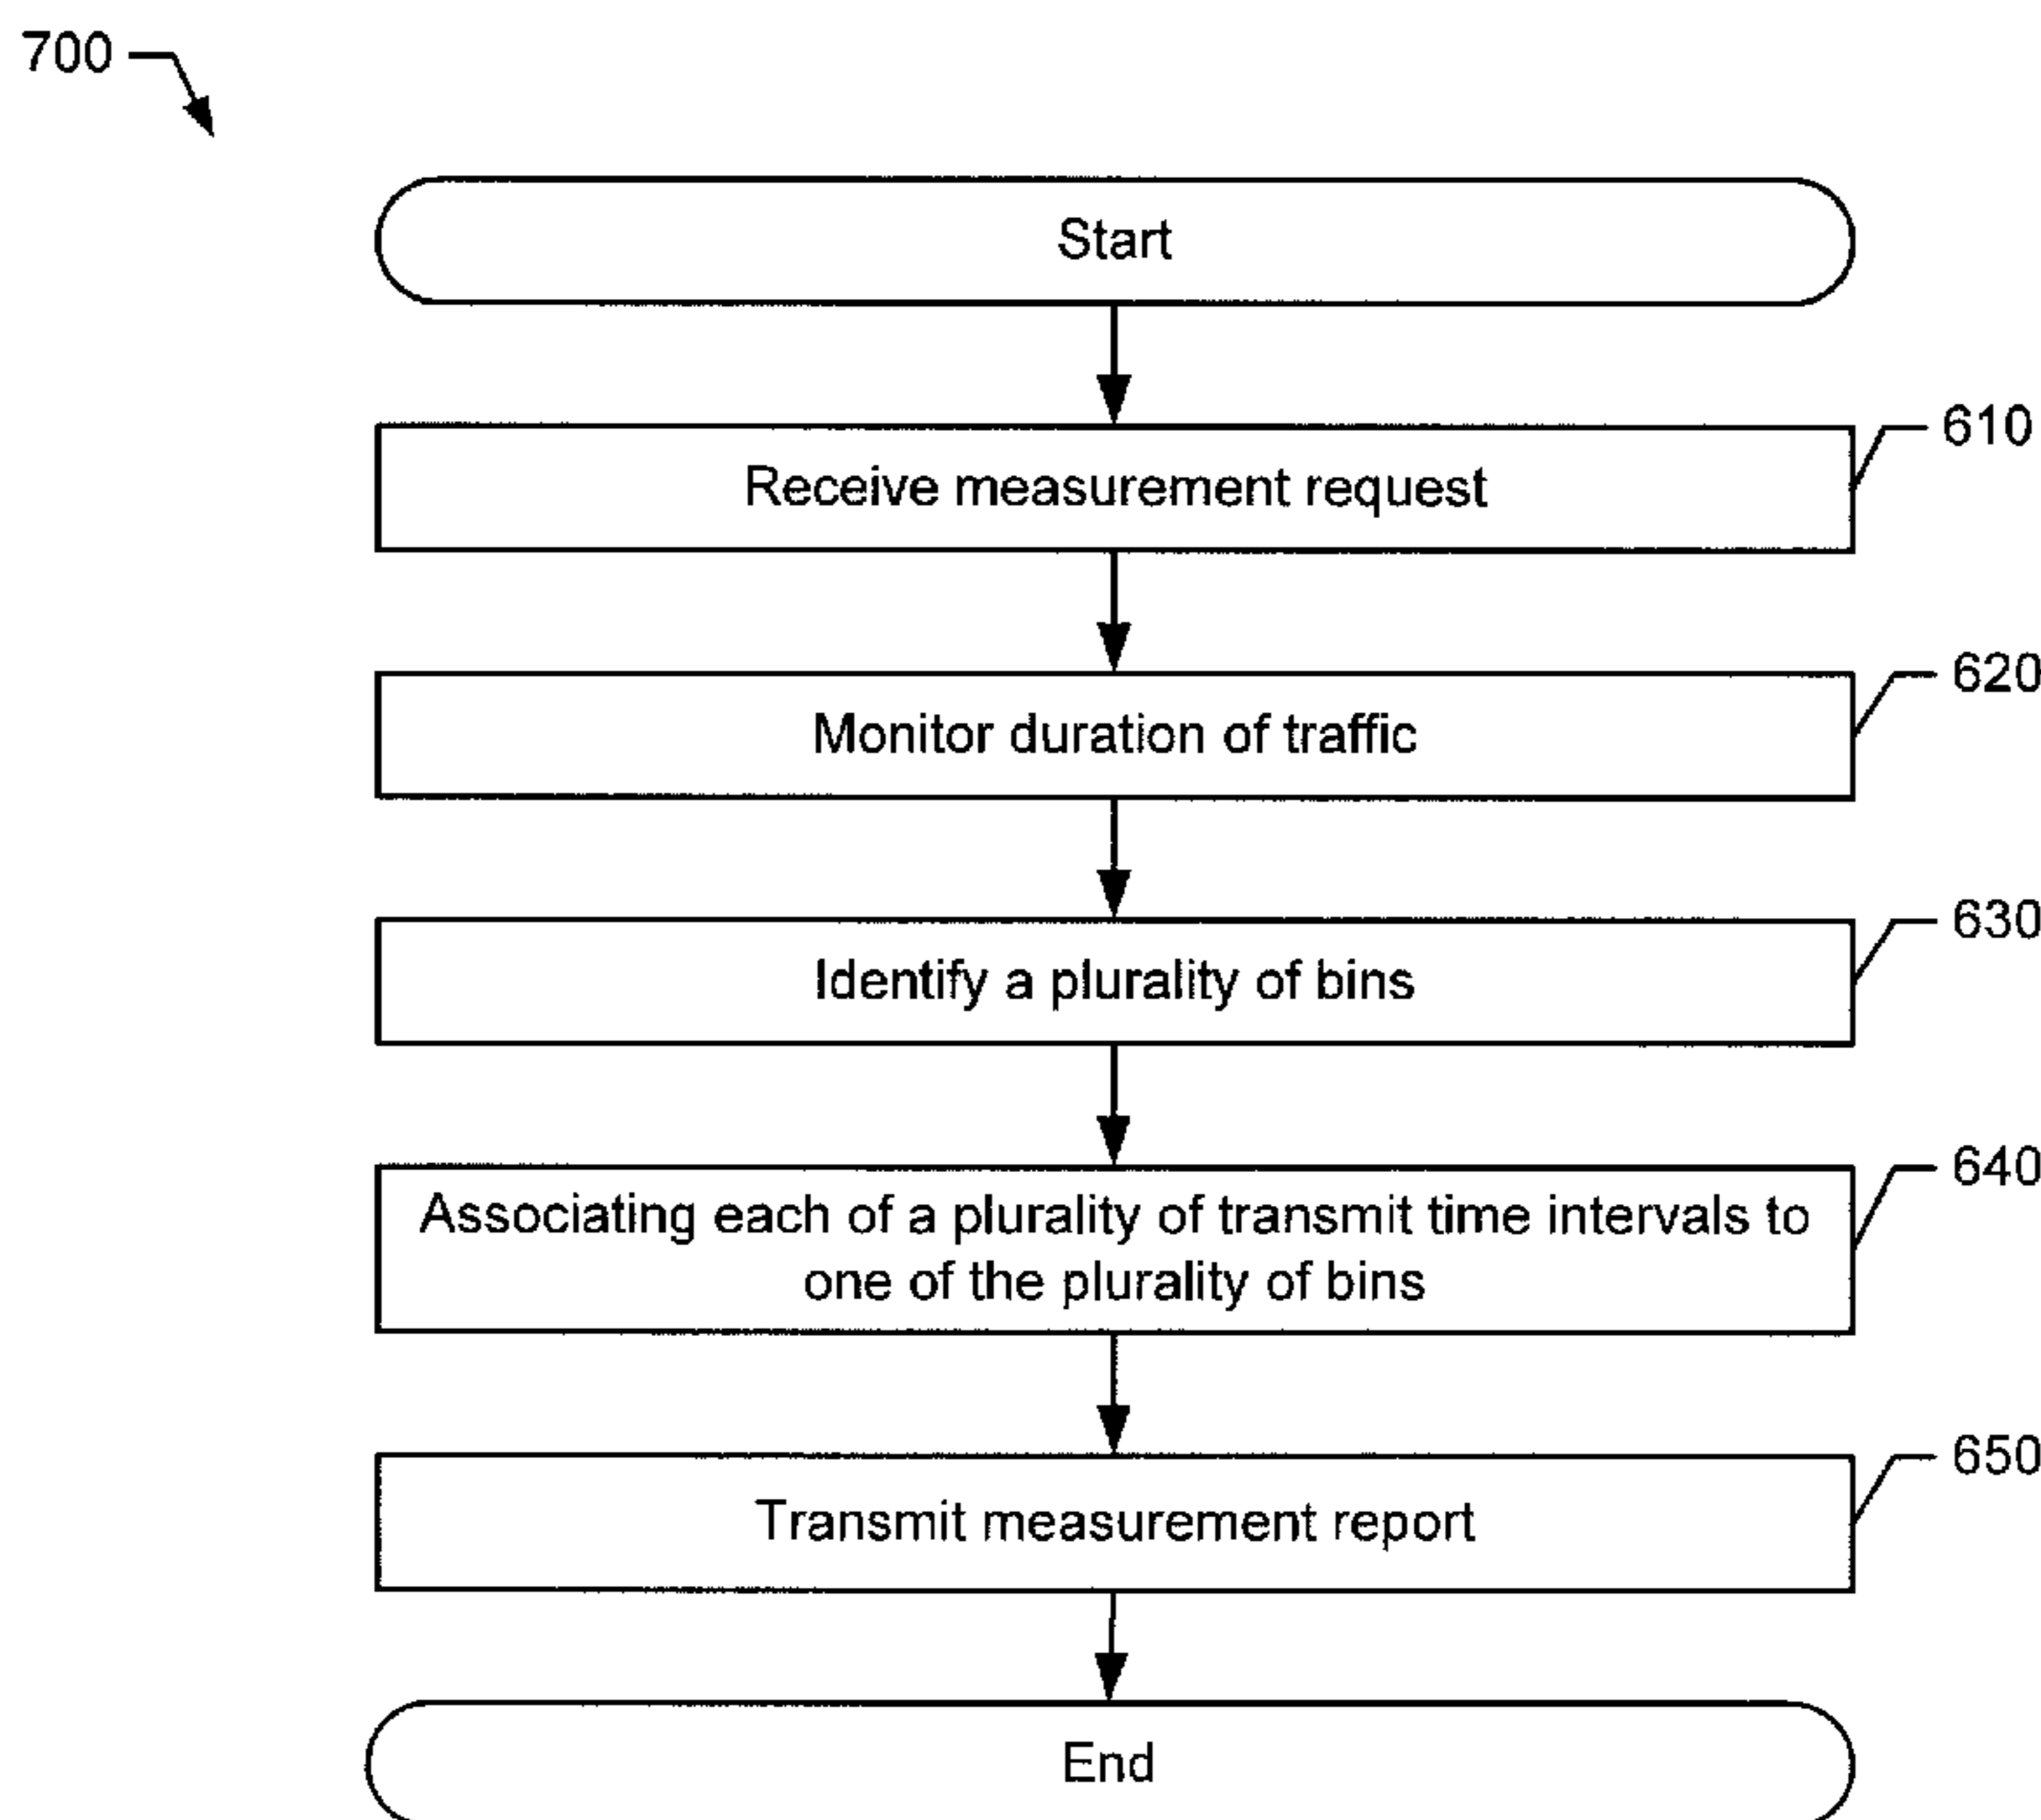 700
Start
610
Receive measurement request
620
Monitor duration of traffic
630
Identify a plurality of bins
640
Associating each of a plurality of transmit time intervals to
one of the plurality of bins
650
Transmit measurement report
End